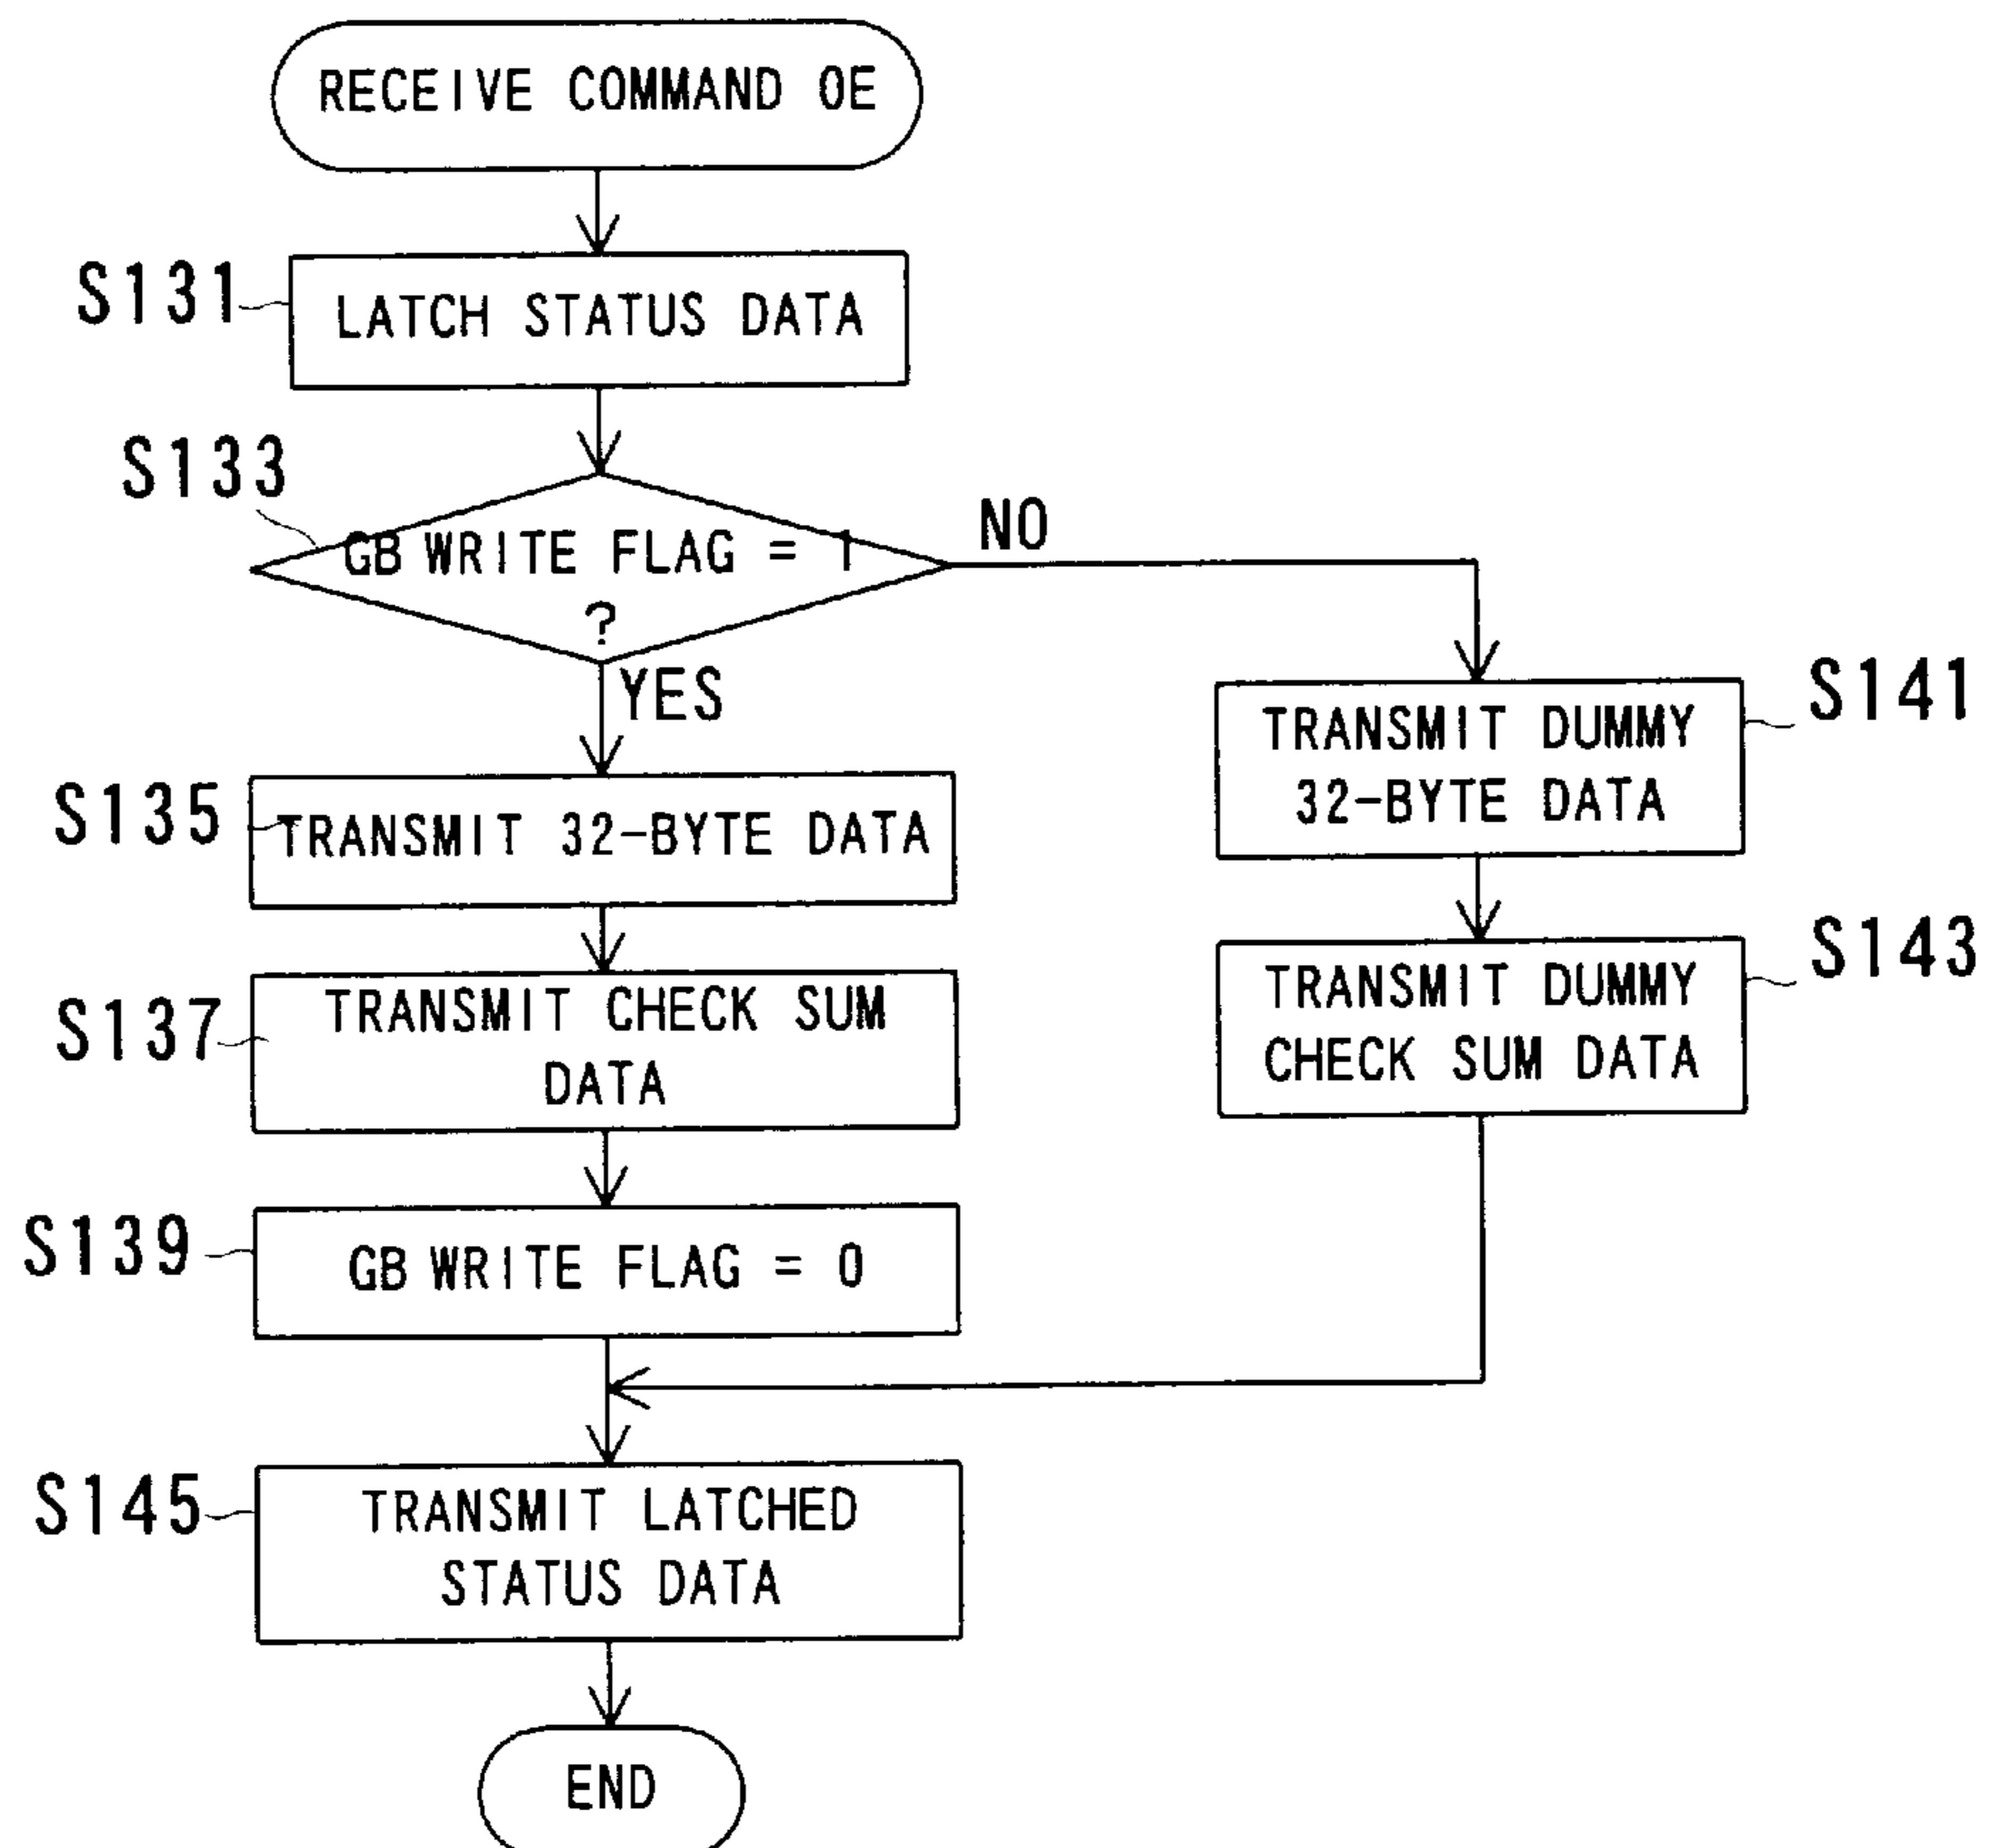 RECEIVE COMMAND 0E
S131
LATCH STATUS DATA
S133
GB WRITE FLAG = 1
?
NO
YES
S135
TRANSMIT 32-BYTE DATA
S137
TRANSMIT CHECK SUM
DATA
S139
GB WRITE FLAG = 0
S141
TRANSMIT DUMMY
32-BYTE DATA
S143
TRANSMIT DUMMY
CHECK SUM DATA
S145
TRANSMIT LATCHED
STATUS DATA
END